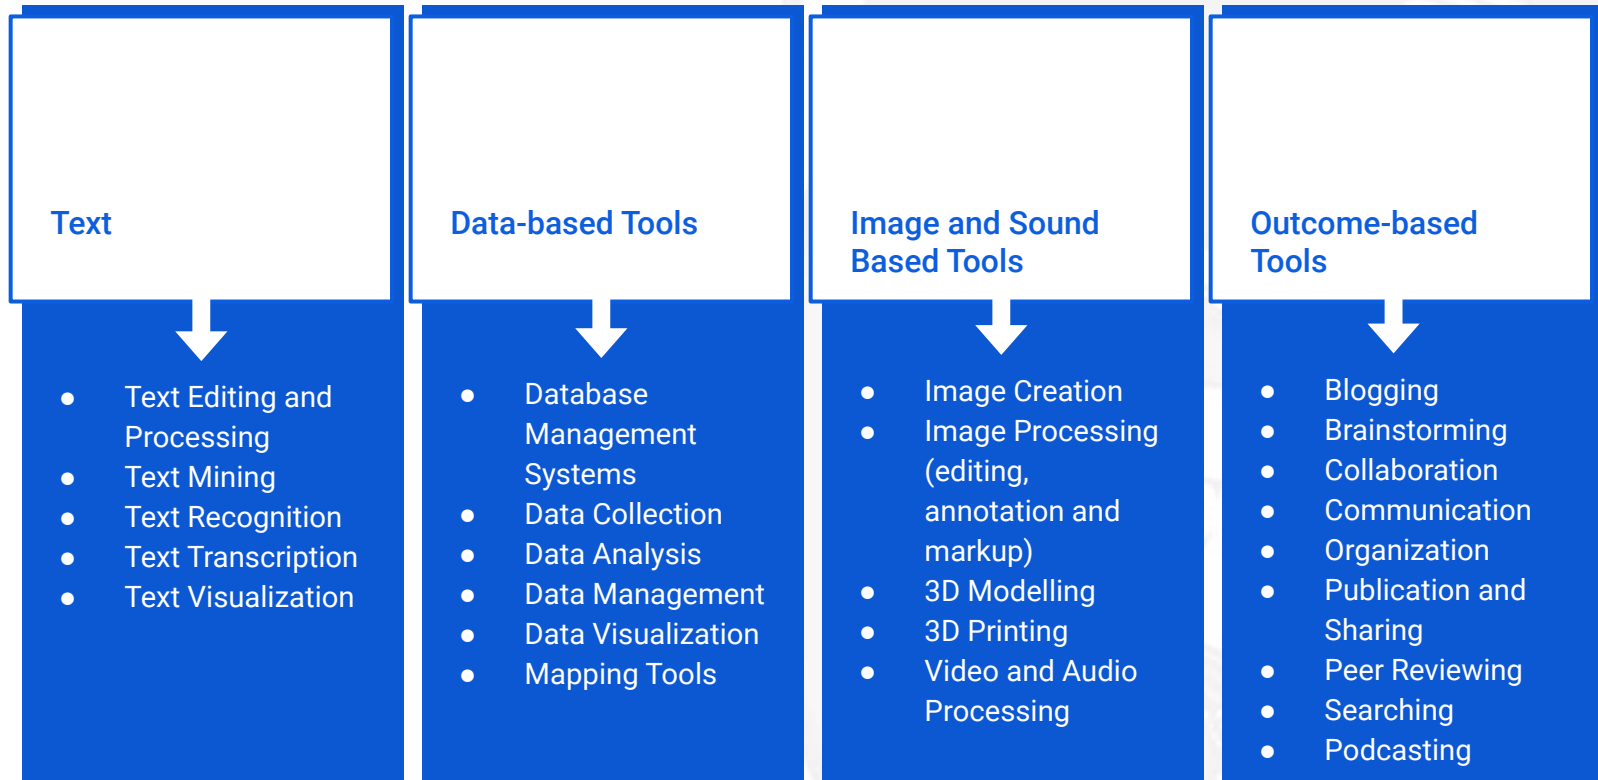 Text
● Text Editing and
Processing
● Text Mining
● Text Recognition
● Text Transcription
● Text Visualization
Data-based Tools
● Database
Management
Systems
● Data Collection
● Data Analysis
● Data Management
● Data Visualization
● Mapping Tools
Image and Sound
Based Tools
● Image Creation
● Image Processing
(editing,
annotation and
markup)
● 3D Modelling
● 3D Printing
● Video and Audio
Processing
Outcome-based
Tools
● Blogging
● Brainstorming
● Collaboration
● Communication
● Organization
● Publication and
Sharing
● Peer Reviewing
● Searching
● Podcasting